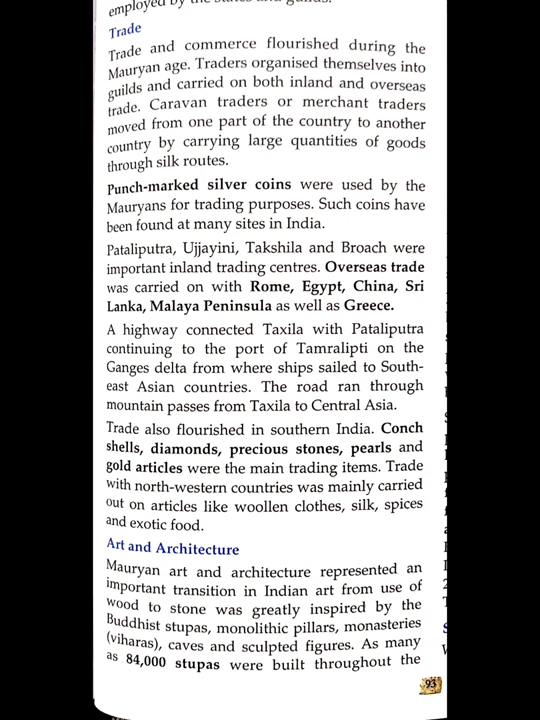 employed by the states and guilds.
Trade
Trade and commerce flourished during the
Mauryan age. Traders organised themselves into
guilds and carried on both inland and overseas
trade. Caravan traders or merchant traders
moved from one part of the country to another
country by carrying large quantities of goods
through silk routes.
Punch-marked silver coins were used by the
Mauryans for trading purposes. Such coins have
been found at many sites in India.
Pataliputra, Ujjayini, Takshila and Broach were
important inland trading centres. Overseas trade
was carried on with Rome, Egypt, China, Sri
Lanka, Malaya Peninsula as well as Greece.
A highway connected Taxila with Pataliputra
continuing to the port of Tamralipti on the
Ganges delta from where ships sailed to South-
east Asian countries. The road ran through
mountain passes from Taxila to Central Asia.
Trade also flourished in southern India. Conch
shells, diamonds, precious stones, pearls and
gold articles were the main trading items. Trade
with north-western countries was mainly carried
out on articles like woollen clothes, silk, spices
and exotic food.
Art and Architecture
Mauryan art and architecture represented an
important transition in Indian art from use of
wood to stone was greatly inspired by the
Buddhist stupas, monolithic pillars, monasteries
(viharas), caves and sculpted figures. As many
as 84,000 stupas were built throughout the
93